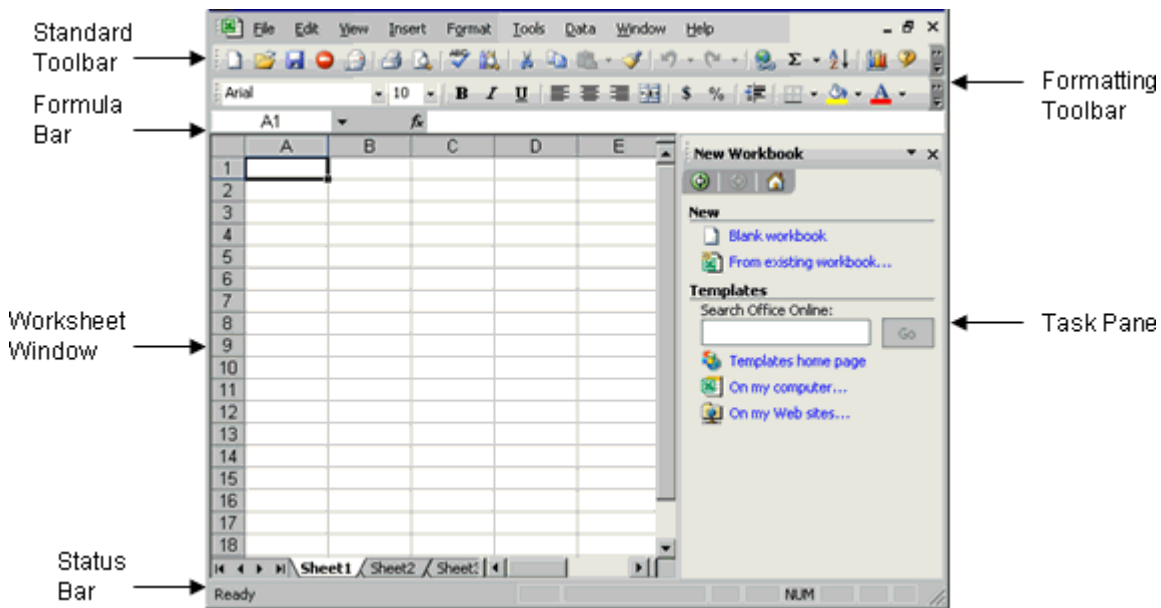 Standard
Toolbar
Formula
Bar
Worksheet
Window
Status
Bar
File Edit View Insert Format Tools Data Window Help
Arial 10 B I U $ %
A1 fx
A B C D E
1
2
3
4
5
6
7
8
9
10
11
12
13
14
15
16
17
18
Sheet1 Sheet2 Sheet3
Ready NUM
New Workbook
New
Blank workbook
From existing workbook...
Templates
Search Office Online:
Go
Templates home page
On my computer...
On my Web sites...
Formatting
Toolbar
Task Pane